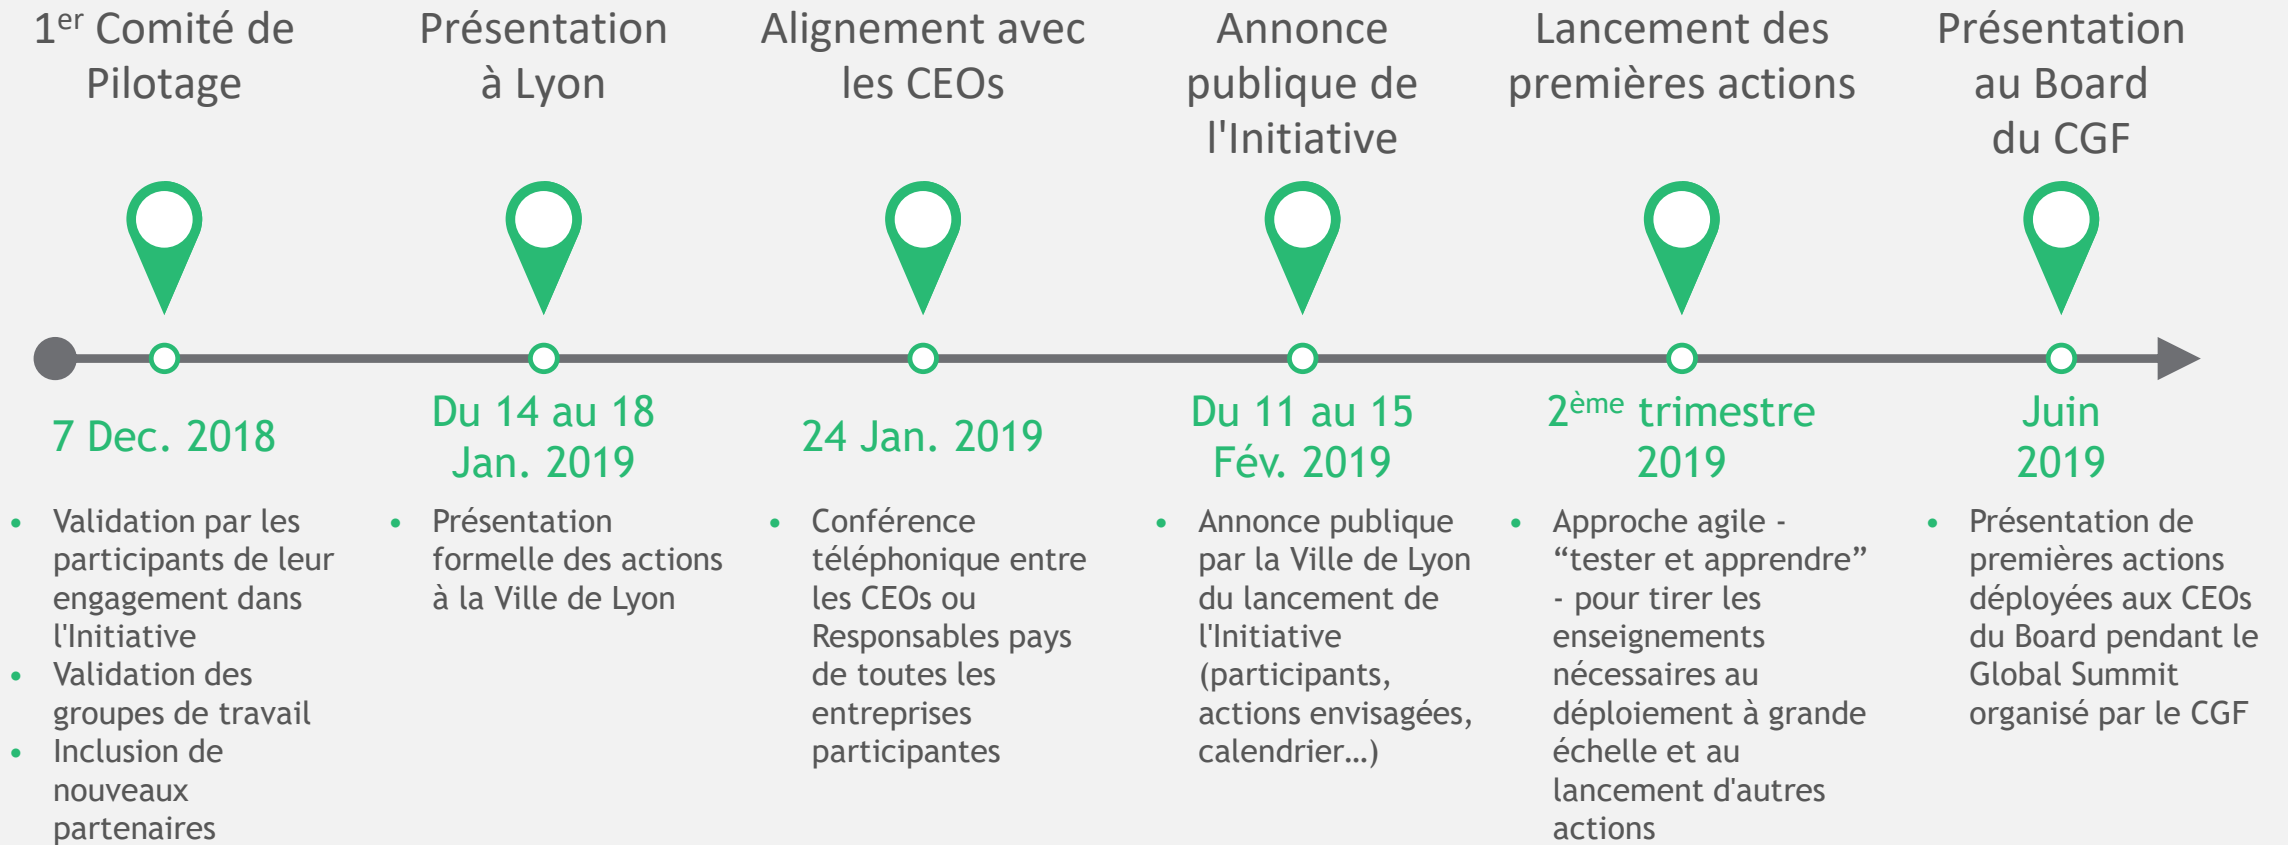 1er Comité de
Pilotage
Présentation
à Lyon
Alignement avec
les CEOs
Annonce
publique de
l'Initiative
Lancement des
premières actions
Présentation
au Board
du CGF
7 Dec. 2018
Du 14 au 18
Jan. 2019
24 Jan. 2019
Du 11 au 15
Fév. 2019
2ème trimestre
2019
Juin
2019
• Validation par les
participants de leur
engagement dans
l'Initiative
• Validation des
groupes de travail
• Inclusion de
nouveaux
partenaires
• Présentation
formelle des actions
à la Ville de Lyon
• Conférence
téléphonique entre
les CEOs ou
Responsables pays
de toutes les
entreprises
participantes
• Annonce publique
par la Ville de Lyon
du lancement de
l'Initiative
(participants,
actions envisagées,
calendrier…)
• Approche agile -
“tester et apprendre”
- pour tirer les
enseignements
nécessaires au
déploiement à grande
échelle et au
lancement d'autres
actions
• Présentation de
premières actions
déployées aux CEOs
du Board pendant le
Global Summit
organisé par le CGF